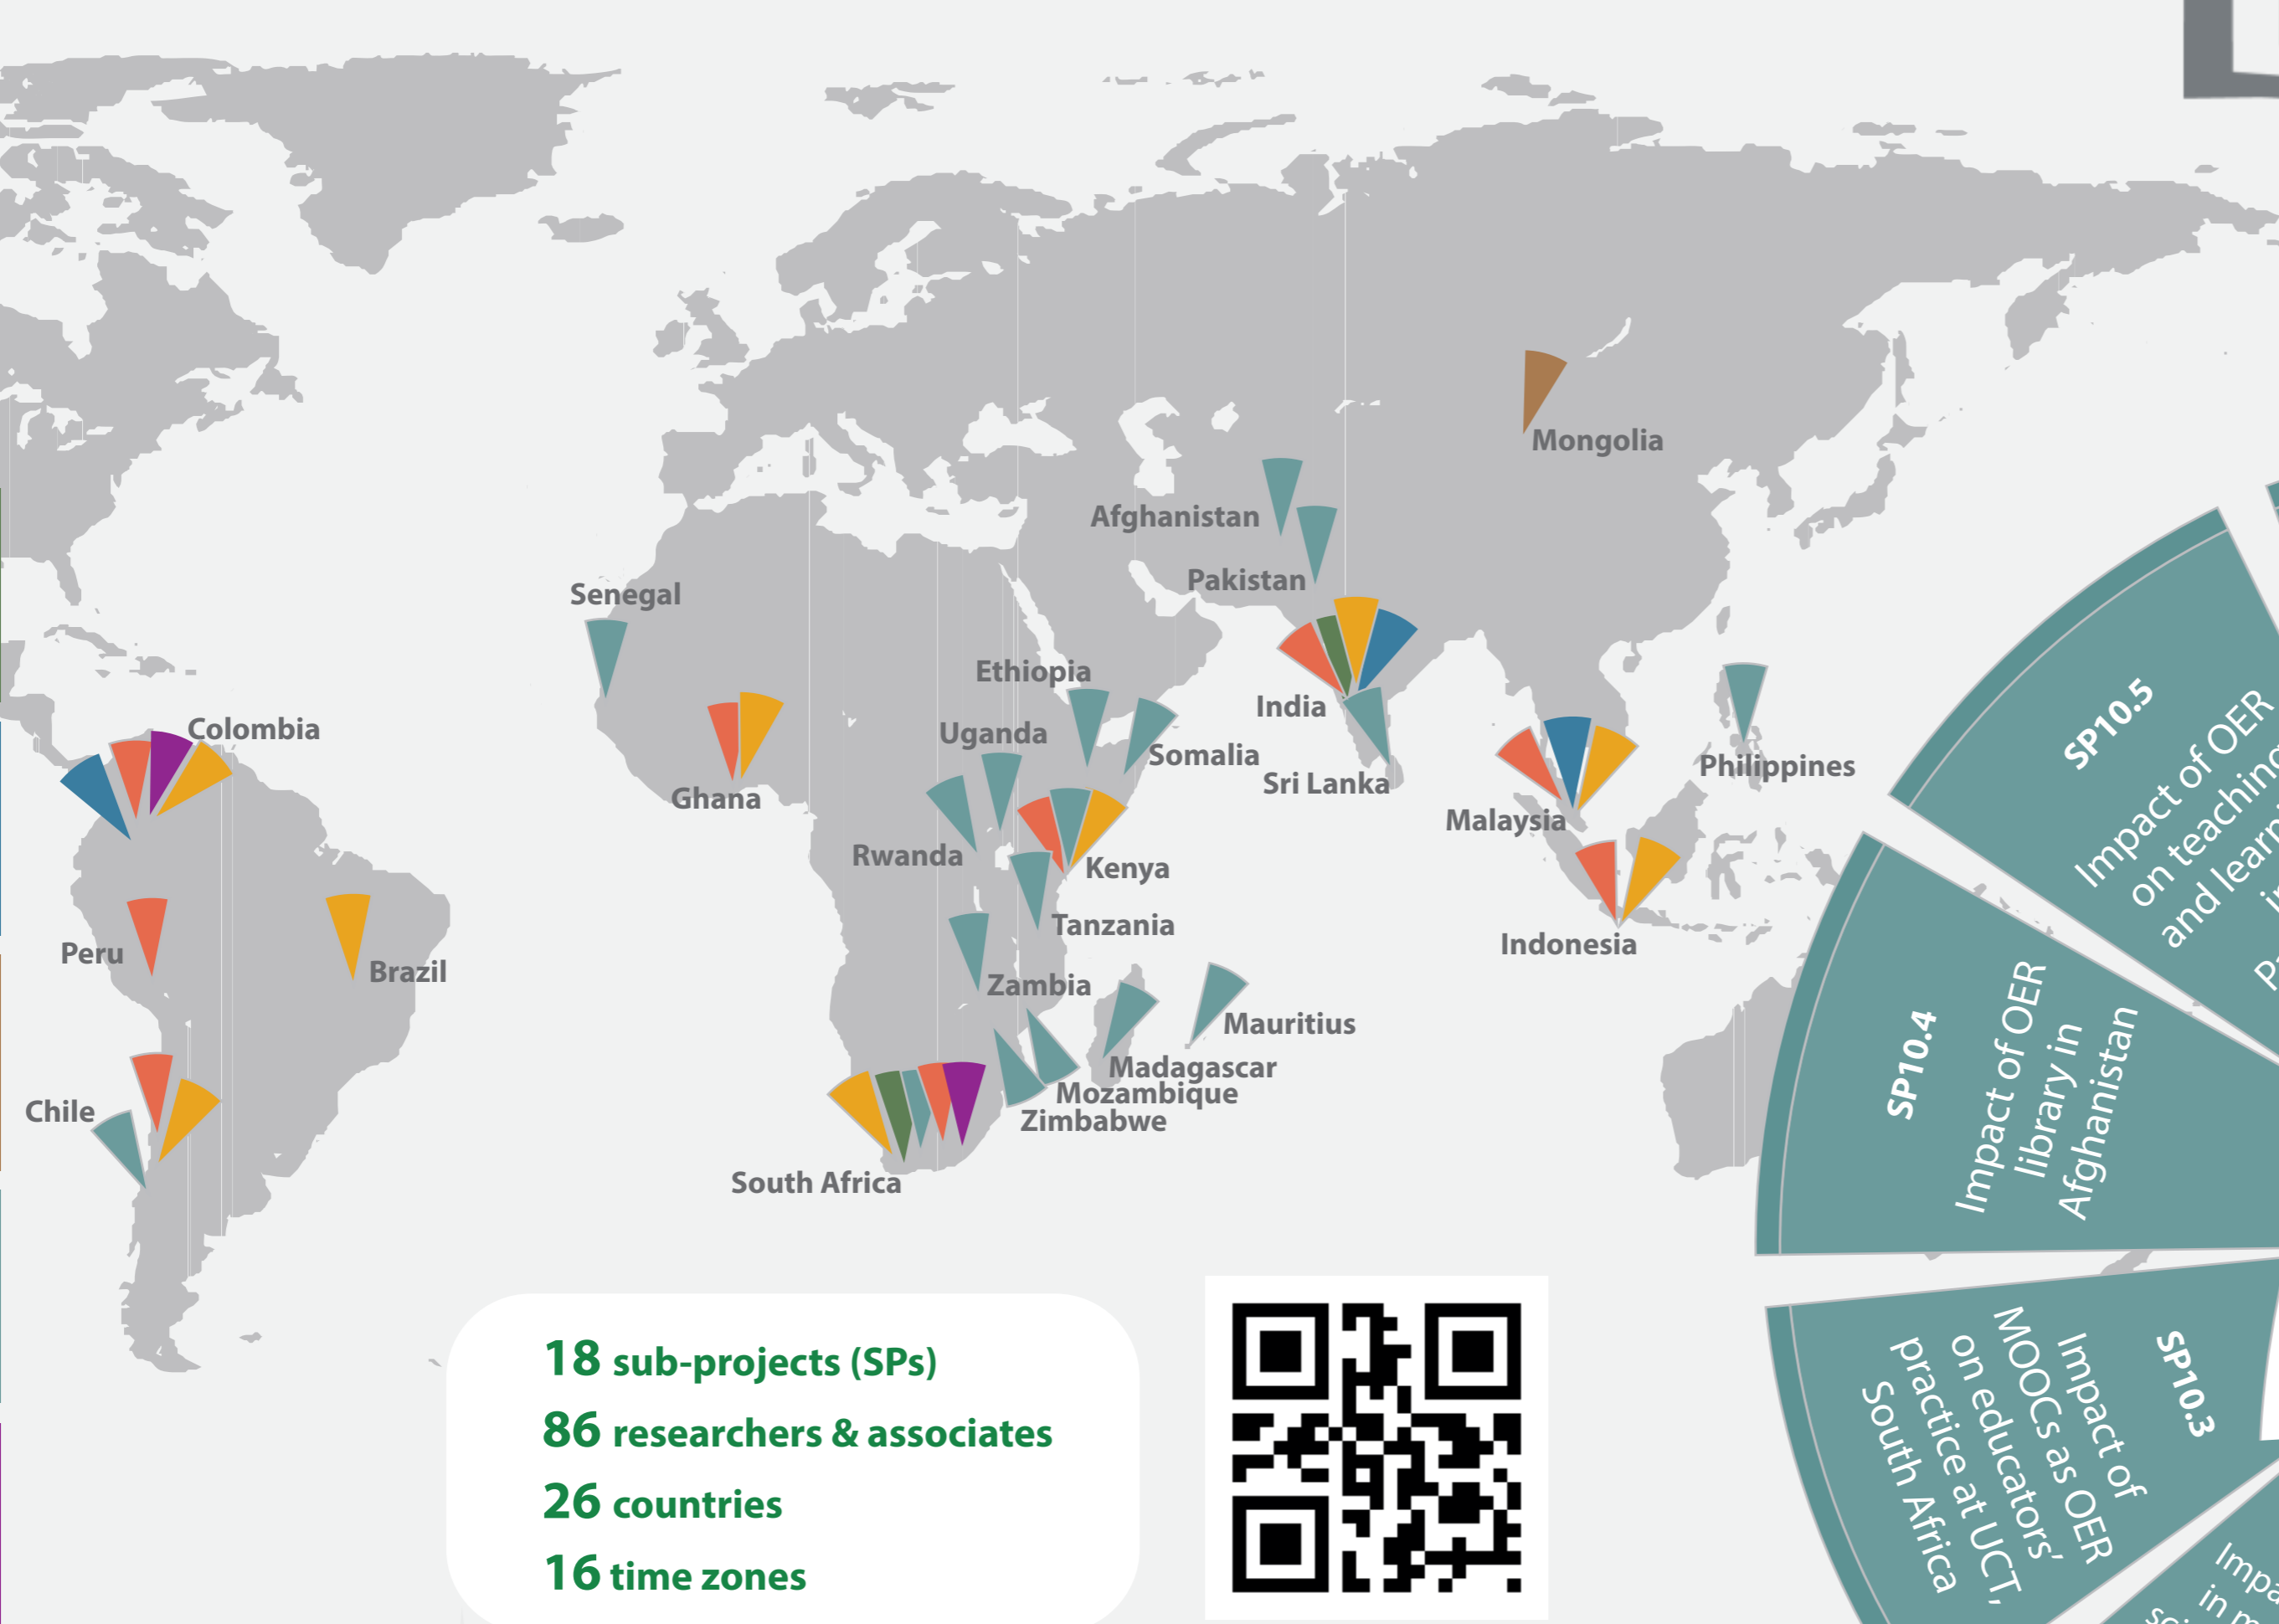 Mongolia
Afghanistan
Pakistan
Senegal
Ethiopia
India
Colombia
Uganda
Somalia
Sri Lanka
Philippines
Ghana
Malaysia
Rwanda
Kenya
Tanzania
Indonesia
Peru
Brazil
Zambia
Mauritius
Madagascar
Mozambique
Chile
Zimbabwe
South Africa
18 sub-projects (SPs)
86 researchers & associates
26 countries
16 time zones
SP10.5
Impact of OER
on teaching
and
SP10.4
Impact of OER
library in
Afghanistan
SP10.3
Impact of
MOOCs as OER
on educators’
practice at UCT,
South Africa